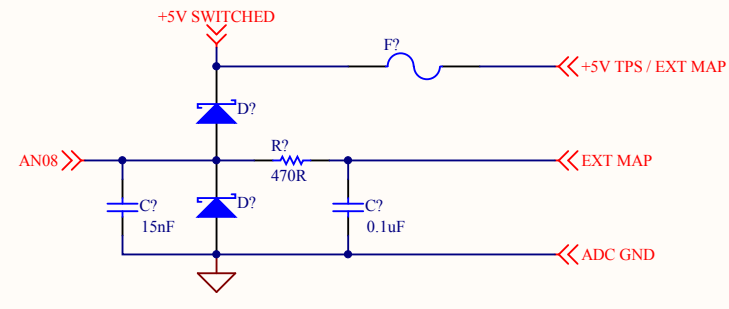 +5V SWITCHED
F?
+5V TPS / EXT MAP
D?
R?
AN08
EXT MAP
470R
D?
C?
15nF
C?
0.1uF
ADC GND